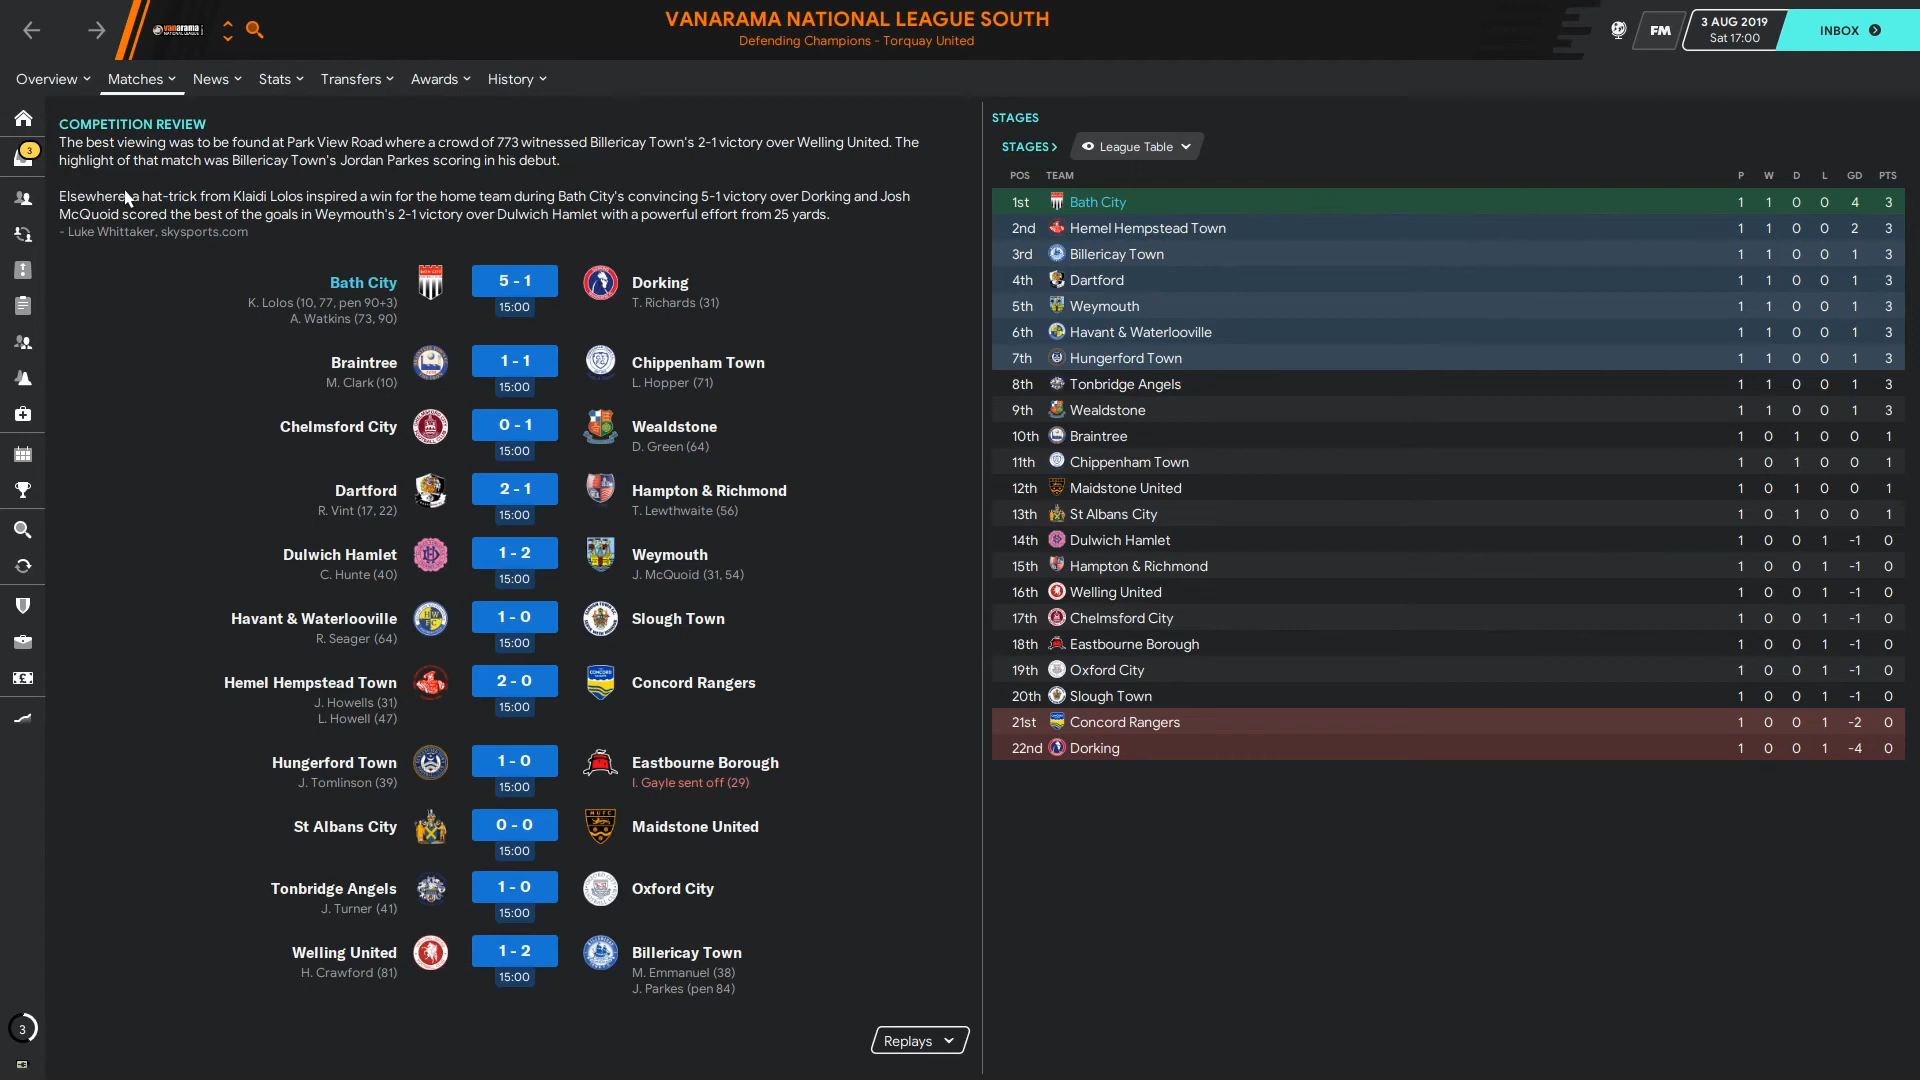 VANARAMA NATIONAL LEAGUE SOUTH
Defending Champions - Torquay United
vanarama
FM
3 AUG 2019
Sat 17:00
INBOX
Overview
Matches
News
Stats
Transfers
Awards
History
3
COMPETITION REVIEW
The best viewing was to be found at Park View Road where a crowd of 773 witnessed Billericay Town's 2-1 victory over Welling United. The
highlight of that match was Billericay Town's Jordan Parkes scoring in his debut.
Elsewhere a hat-trick from Klaidi Lolos inspired a win for the home team during Bath City's convincing 5-1 victory over Dorking and Josh
McQuoid scored the best of the goals in Weymouth's 2-1 victory over Dulwich Hamlet with a powerful effort from 25 yards.
- Luke Whittaker, skysports.com
Bath City 5 - 1 Dorking
K. Lolos (10, 77, pen 90+3) 15:00 T. Richards (31)
A. Watkins (73, 90)
Braintree 1 - 1 Chippenham Town
M. Clark (10) 15:00 L. Hopper (71)
Chelmsford City 0 - 1 Wealdstone
15:00 D. Green (64)
Dartford 2 - 1 Hampton & Richmond
R. Vint (17, 22) 15:00 T. Lewthwaite (56)
Dulwich Hamlet 1 - 2 Weymouth
C. Hunte (40) 15:00 J. McQuoid (31, 54)
Havant & Waterlooville 1 - 0 Slough Town
R. Seager (64) 15:00
Hemel Hempstead Town 2 - 0 Concord Rangers
J. Howells (31) 15:00
L. Howell (47)
Hungerford Town 1 - 0 Eastbourne Borough
J. Tomlinson (39) 15:00 I. Gayle sent off (29)
St Albans City 0 - 0 Maidstone United
15:00
Tonbridge Angels 1 - 0 Oxford City
J. Turner (41) 15:00
Welling United 1 - 2 Billericay Town
H. Crawford (81) 15:00 M. Emmanuel (38)
J. Parkes (pen 84)
Replays
3
STAGES
STAGES> League Table
POS TEAM P W D L GD PTS
1st Bath City 1 1 0 0 4 3
2nd Hemel Hempstead Town 1 1 0 0 2 3
3rd Billericay Town 1 1 0 0 1 3
4th Dartford 1 1 0 0 1 3
5th Weymouth 1 1 0 0 1 3
6th Havant & Waterlooville 1 1 0 0 1 3
7th Hungerford Town 1 1 0 0 1 3
8th Tonbridge Angels 1 1 0 0 1 3
9th Wealdstone 1 1 0 0 1 3
10th Braintree 1 0 1 0 0 1
11th Chippenham Town 1 0 1 0 0 1
12th Maidstone United 1 0 1 0 0 1
13th St Albans City 1 0 1 0 0 1
14th Dulwich Hamlet 1 0 0 1 -1 0
15th Hampton & Richmond 1 0 0 1 -1 0
16th Welling United 1 0 0 1 -1 0
17th Chelmsford City 1 0 0 1 -1 0
18th Eastbourne Borough 1 0 0 1 -1 0
19th Oxford City 1 0 0 1 -1 0
20th Slough Town 1 0 0 1 -1 0
21st Concord Rangers 1 0 0 1 -2 0
22nd Dorking 1 0 0 1 -4 0